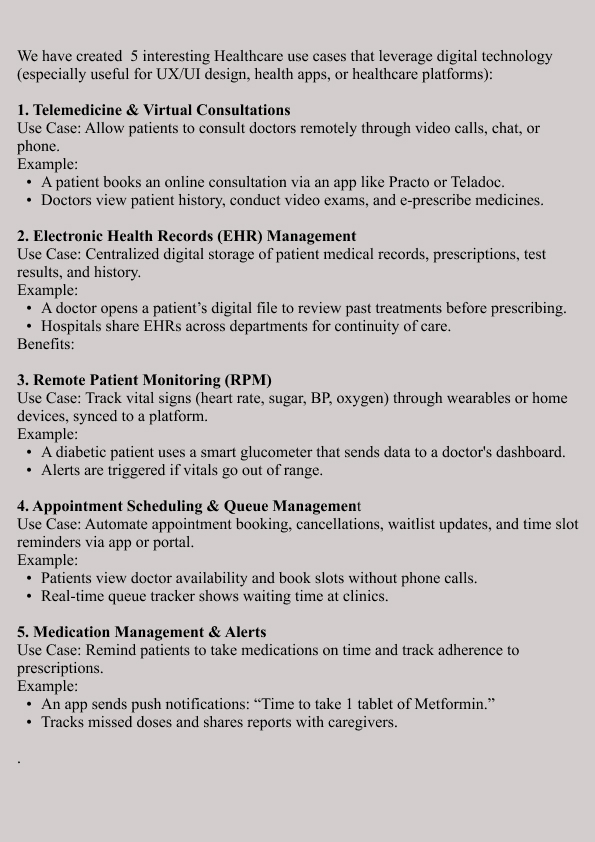 We have created  5 interesting Healthcare use cases that leverage digital technology
(especially useful for UX/UI design, health apps, or healthcare platforms):
1. Telemedicine & Virtual Consultations
Use Case: Allow patients to consult doctors remotely through video calls, chat, or
phone.
Example:
• A patient books an online consultation via an app like Practo or Teladoc.
• Doctors view patient history, conduct video exams, and e-prescribe medicines.
2. Electronic Health Records (EHR) Management
Use Case: Centralized digital storage of patient medical records, prescriptions, test
results, and history.
Example:
• A doctor opens a patient’s digital file to review past treatments before prescribing.
• Hospitals share EHRs across departments for continuity of care.
Benefits:
3. Remote Patient Monitoring (RPM)
Use Case: Track vital signs (heart rate, sugar, BP, oxygen) through wearables or home
devices, synced to a platform.
Example:
• A diabetic patient uses a smart glucometer that sends data to a doctor's dashboard.
• Alerts are triggered if vitals go out of range.
4. Appointment Scheduling & Queue Management
Use Case: Automate appointment booking, cancellations, waitlist updates, and time slot
reminders via app or portal.
Example:
• Patients view doctor availability and book slots without phone calls.
• Real-time queue tracker shows waiting time at clinics.
5. Medication Management & Alerts
Use Case: Remind patients to take medications on time and track adherence to
prescriptions.
Example:
• An app sends push notifications: “Time to take 1 tablet of Metformin.”
• Tracks missed doses and shares reports with caregivers.
.